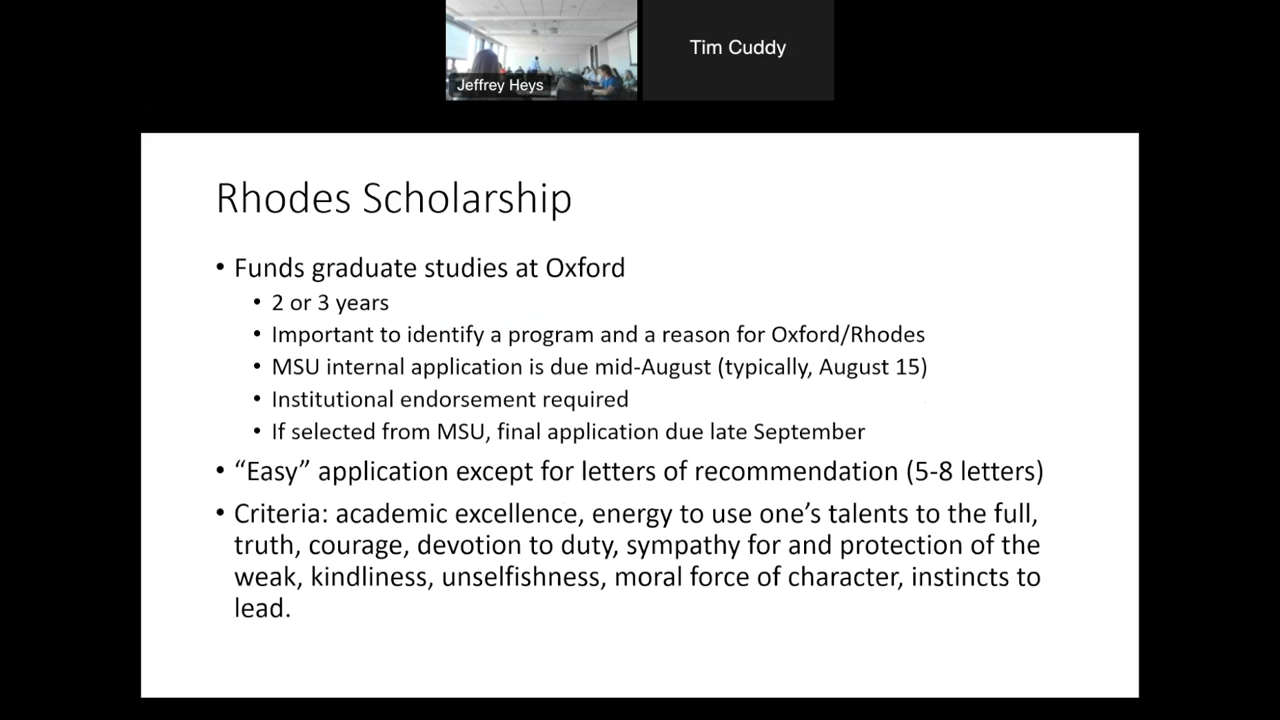 Jeffrey Heys
Tim Cuddy
Rhodes Scholarship
• Funds graduate studies at Oxford
• 2 or 3 years
• Important to identify a program and a reason for Oxford/Rhodes
• MSU internal application is due mid-August (typically, August 15)
• Institutional endorsement required
• If selected from MSU, final application due late September
• “Easy” application except for letters of recommendation (5-8 letters)
• Criteria: academic excellence, energy to use one’s talents to the full,
truth, courage, devotion to duty, sympathy for and protection of the
weak, kindliness, unselfishness, moral force of character, instincts to
lead.